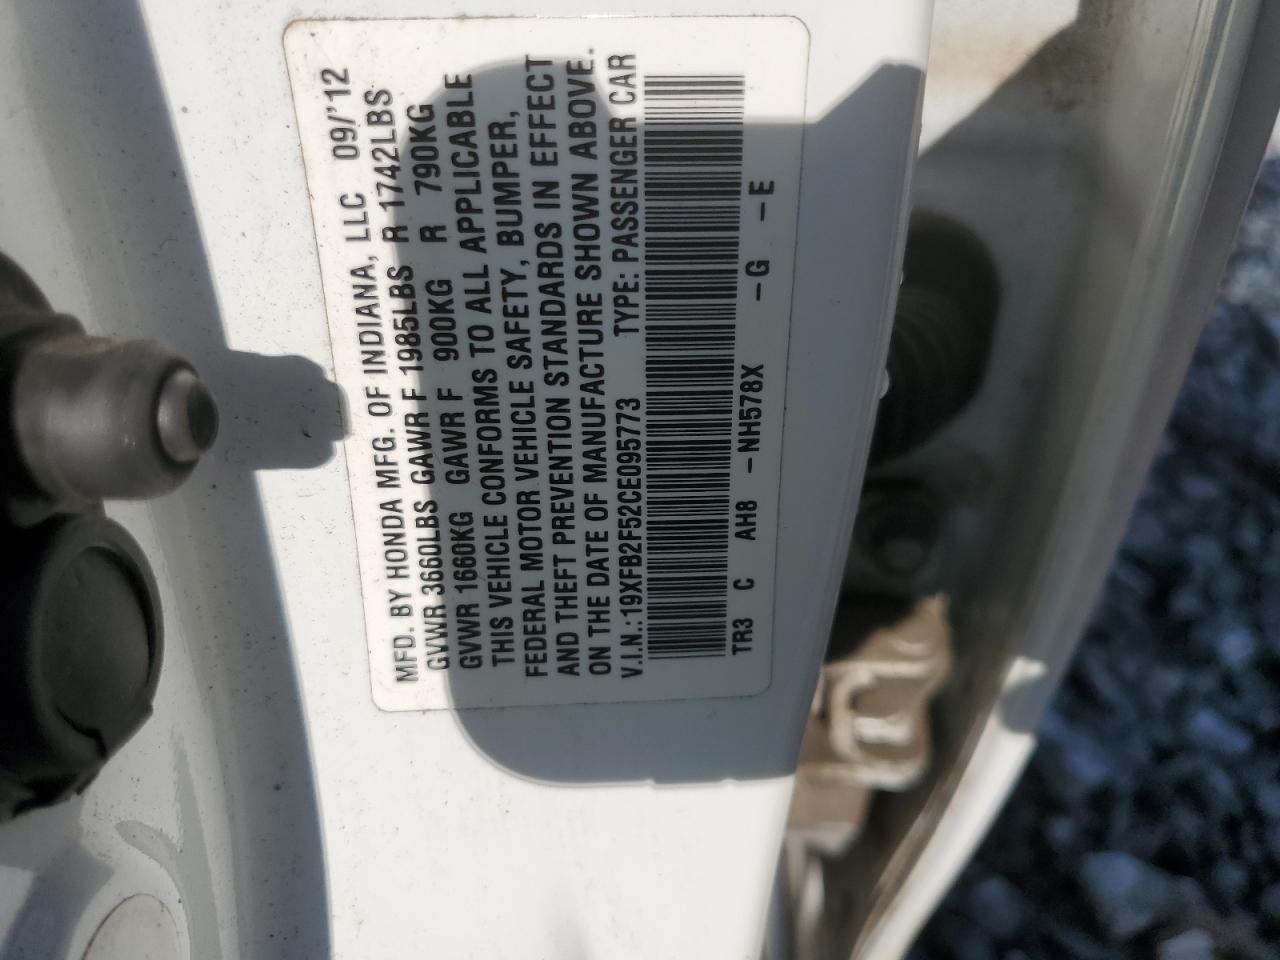 MFD. BY HONDA MFG. OF INDIANA, LLC 09/'12
GVWR 3660LBS GAWR F 1985LBS R 1742LBS
GVWR 1660KG GAWR F 900KG R 790KG
THIS VEHICLE CONFORMS TO ALL APPLICABLE
FEDERAL MOTOR VEHICLE SAFETY, BUMPER,
AND THEFT PREVENTION STANDARDS IN EFFECT
ON THE DATE OF MANUFACTURE SHOWN ABOVE.
V.I.N.:19XFB2F52CE095773 TYPE: PASSENGER CAR
TR3 C AH8 -NH578X -G -E